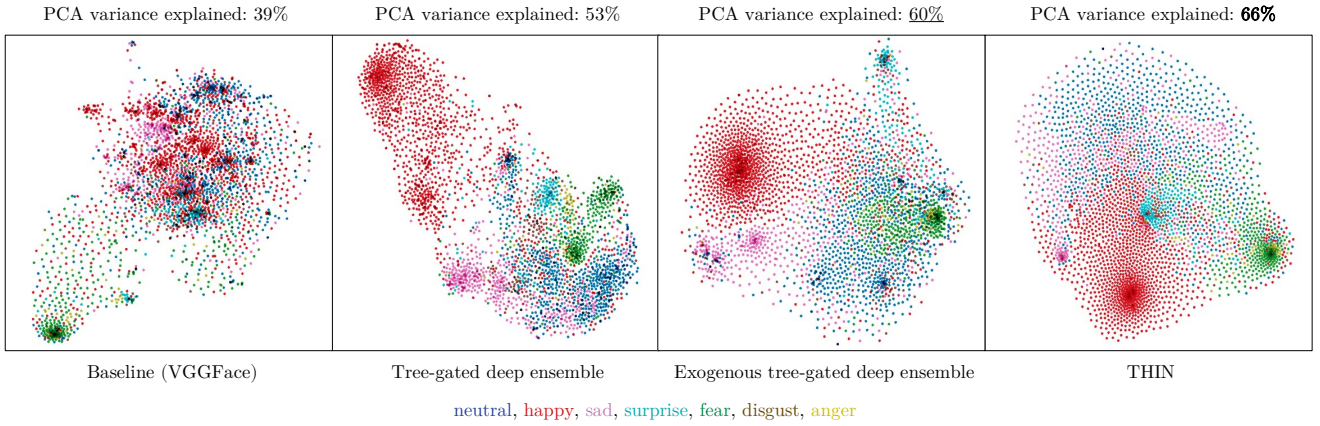 PCA variance explained: 39% PCA variance explained: 53% PCA variance explained: 60% PCA variance explained: 66%
Baseline (VGGFace) Tree-gated deep ensemble Exogenous tree-gated deep ensemble THIN
neutral, happy, sad, surprise, fear, disgust, anger